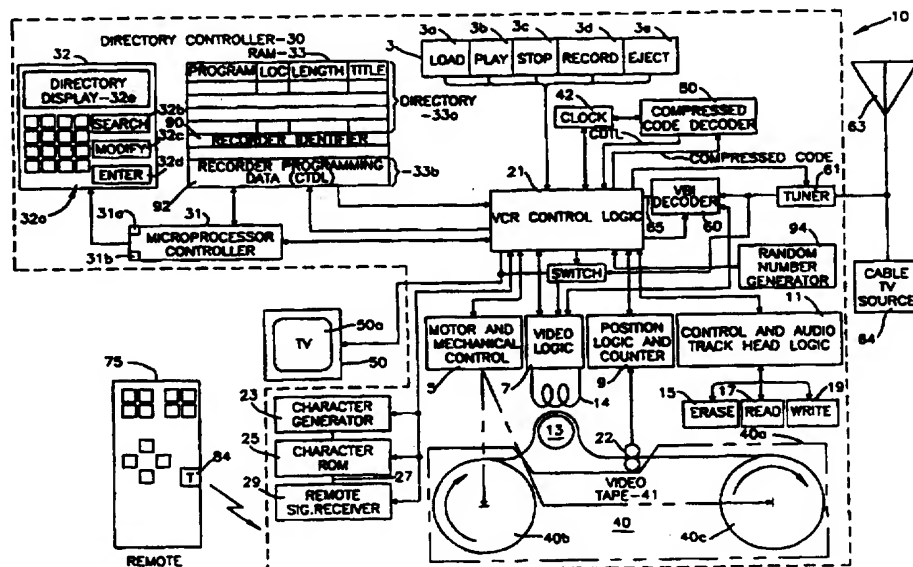 10
DIRECTORY CONTROLLER-30
RAM-33
32
DIRECTORY
DISPLAY-32e
32b
SEARCH
32c
MODIFY
32d
ENTER
32a
PROGRAM LOC LENGTH TITLE
DIRECTORY
-33a
90
RECORDER IDENTIFIER
RECORDER PROGRAMMING
DATA (CTDL)
-33b
92
31a
31
MICROPROCESSOR
CONTROLLER
31b
3
3a
3b
3c
3d
3e
LOAD
PLAY
STOP
RECORD
EJECT
42
CLOCK
80
COMPRESSED
CODE DECODER
CDTL
COMPRESSED CODE
21
VCR CONTROL LOGIC
VBI
DECODER
65
60
61
TUNER
63
94
RANDOM
NUMBER
GENERATOR
CABLE TV
SOURCE
64
SWITCH
11
MOTOR AND
MECHANICAL
CONTROL
5
VIDEO
LOGIC
7
POSITION
LOGIC AND
COUNTER
9
CONTROL AND AUDIO
TRACK HEAD LOGIC
14
15
ERASE
17
READ
19
WRITE
50a
TV
50
75
84
T
REMOTE
23
CHARACTER
GENERATOR
25
CHARACTER
ROM
27
29
REMOTE
SIG.RECEIVER
13
22
40a
VIDEO
TAPE-41
40
40b
40c